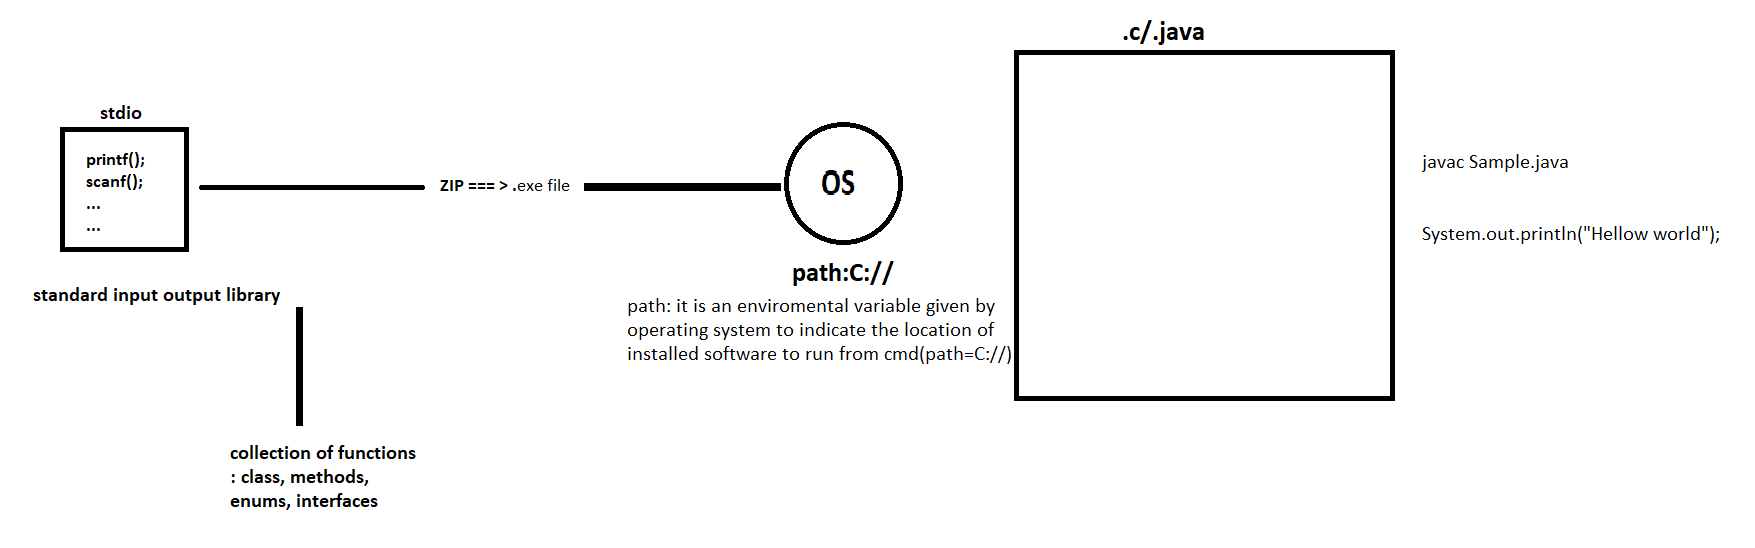 stdio
printf();
scanf();
...
...
standard input output library
collection of functions
: class, methods,
enums, interfaces
ZIP === > .exe file
OS
path:C://
path: it is an enviromental variable given by
operating system to indicate the location of
installed software to run from cmd(path=C://)
.c/.java
javac Sample.java
System.out.println("Hellow world");